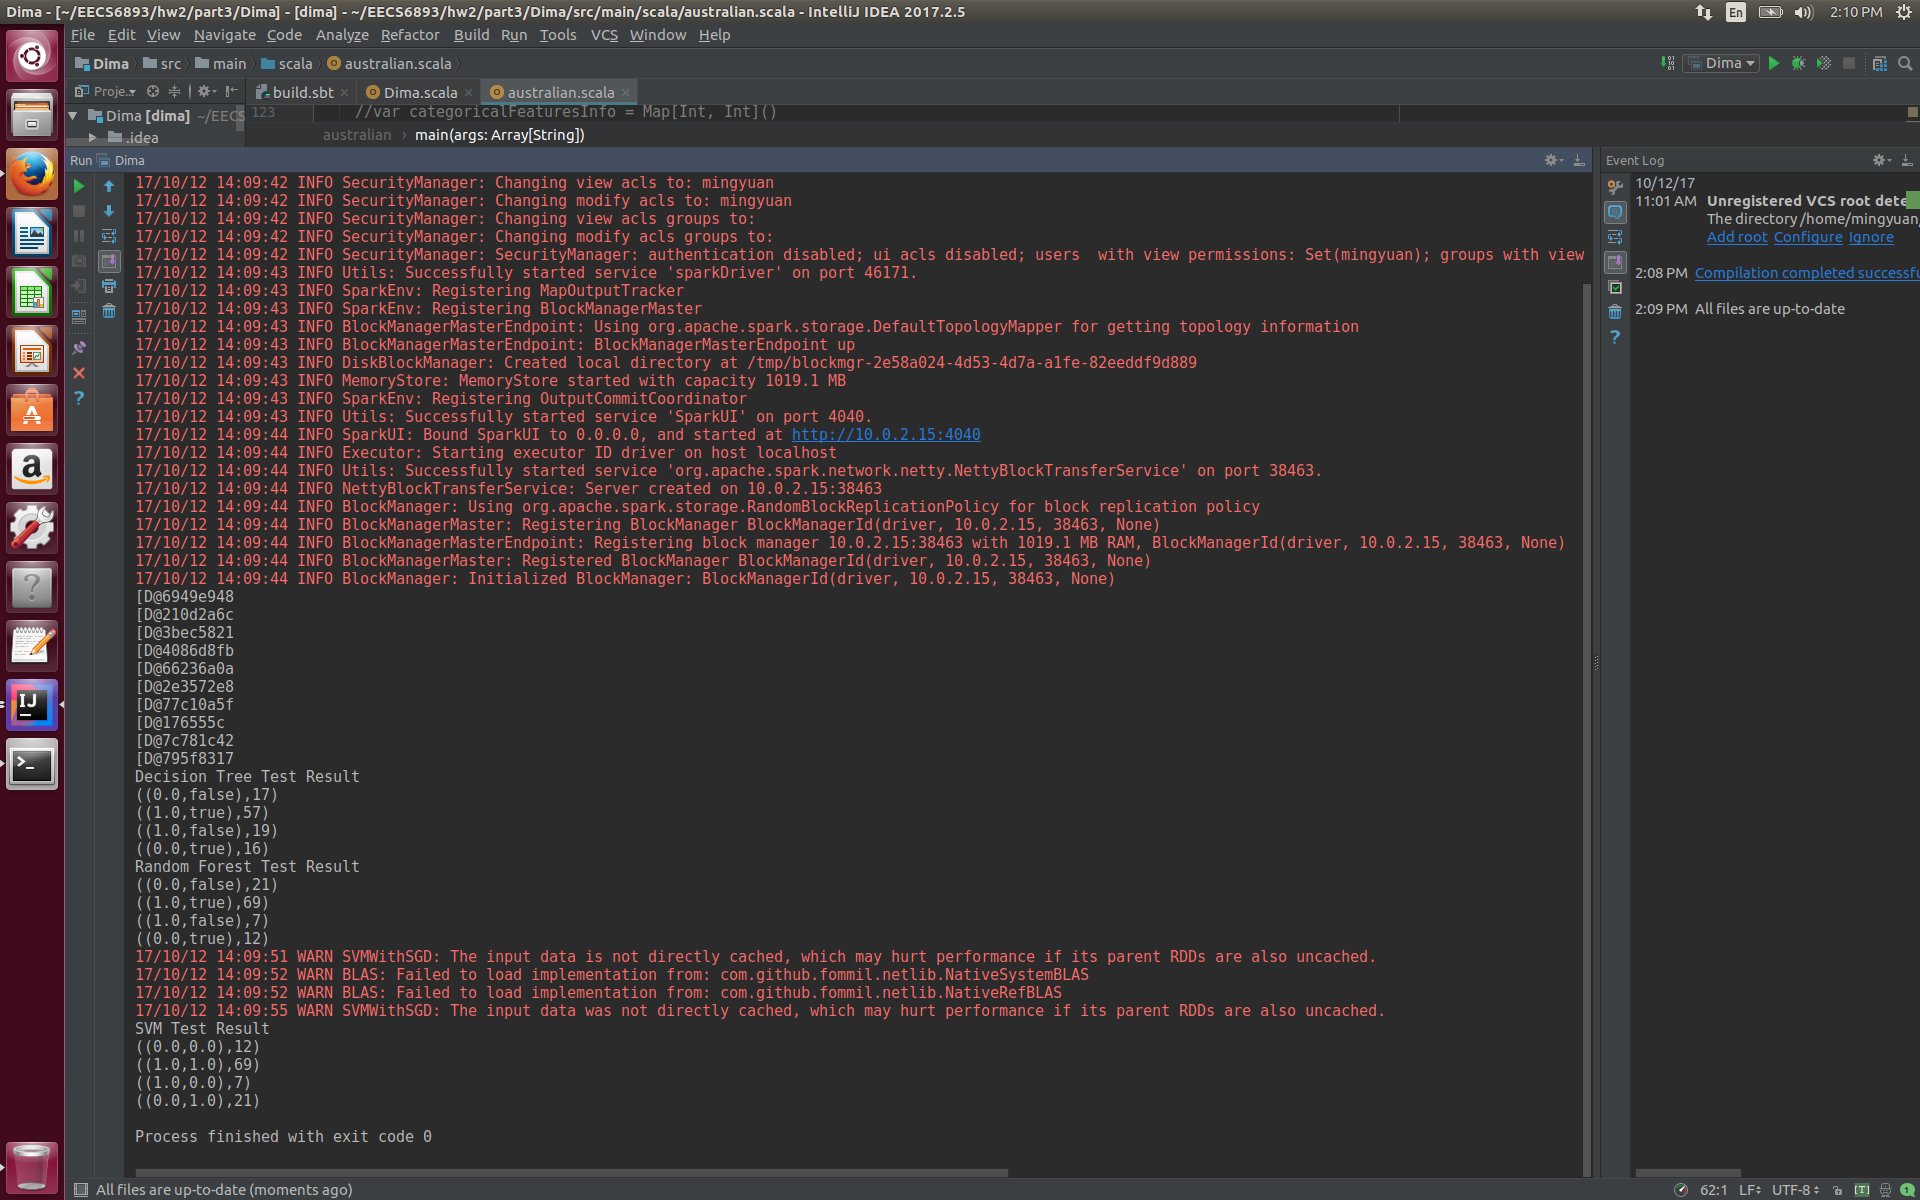 Dima - [~/EECS6893/hw2/part3/Dima] - [dima] - ~/EECS6893/hw2/part3/Dima/src/main/scala/australian.scala - IntelliJ IDEA 2017.2.5
En
2:10 PM
File Edit View Navigate Code Analyze Refactor Build Run Tools VCS Window Help
Dima src main scala australian.scala
Dima
Proje..
build.sbt Dima.scala australian.scala
Dima [dima] ~/EECS
.idea
123 //var categoricalFeaturesInfo = Map[Int, Int]()
australian › main(args: Array[String])
Run Dima
17/10/12 14:09:42 INFO SecurityManager: Changing view acls to: mingyuan
17/10/12 14:09:42 INFO SecurityManager: Changing modify acls to: mingyuan
17/10/12 14:09:42 INFO SecurityManager: Changing view acls groups to:
17/10/12 14:09:42 INFO SecurityManager: Changing modify acls groups to:
17/10/12 14:09:42 INFO SecurityManager: SecurityManager: authentication disabled; ui acls disabled; users  with view permissions: Set(mingyuan); groups with view
17/10/12 14:09:43 INFO Utils: Successfully started service 'sparkDriver' on port 46171.
17/10/12 14:09:43 INFO SparkEnv: Registering MapOutputTracker
17/10/12 14:09:43 INFO SparkEnv: Registering BlockManagerMaster
17/10/12 14:09:43 INFO BlockManagerMasterEndpoint: Using org.apache.spark.storage.DefaultTopologyMapper for getting topology information
17/10/12 14:09:43 INFO BlockManagerMasterEndpoint: BlockManagerMasterEndpoint up
17/10/12 14:09:43 INFO DiskBlockManager: Created local directory at /tmp/blockmgr-2e58a024-4d53-4d7a-a1fe-82eeddf9d889
17/10/12 14:09:43 INFO MemoryStore: MemoryStore started with capacity 1019.1 MB
17/10/12 14:09:43 INFO SparkEnv: Registering OutputCommitCoordinator
17/10/12 14:09:43 INFO Utils: Successfully started service 'SparkUI' on port 4040.
17/10/12 14:09:44 INFO SparkUI: Bound SparkUI to 0.0.0.0, and started at http://10.0.2.15:4040
17/10/12 14:09:44 INFO Executor: Starting executor ID driver on host localhost
17/10/12 14:09:44 INFO Utils: Successfully started service 'org.apache.spark.network.netty.NettyBlockTransferService' on port 38463.
17/10/12 14:09:44 INFO NettyBlockTransferService: Server created on 10.0.2.15:38463
17/10/12 14:09:44 INFO BlockManager: Using org.apache.spark.storage.RandomBlockReplicationPolicy for block replication policy
17/10/12 14:09:44 INFO BlockManagerMaster: Registering BlockManager BlockManagerId(driver, 10.0.2.15, 38463, None)
17/10/12 14:09:44 INFO BlockManagerMasterEndpoint: Registering block manager 10.0.2.15:38463 with 1019.1 MB RAM, BlockManagerId(driver, 10.0.2.15, 38463, None)
17/10/12 14:09:44 INFO BlockManagerMaster: Registered BlockManager BlockManagerId(driver, 10.0.2.15, 38463, None)
17/10/12 14:09:44 INFO BlockManager: Initialized BlockManager: BlockManagerId(driver, 10.0.2.15, 38463, None)
[D@6949e948
[D@210d2a6c
[D@3bec5821
[D@4086d8fb
[D@66236a0a
[D@2e3572e8
[D@77c10a5f
[D@176555c
[D@7c781c42
[D@795f8317
Decision Tree Test Result
((0.0,false),17)
((1.0,true),57)
((1.0,false),19)
((0.0,true),16)
Random Forest Test Result
((0.0,false),21)
((1.0,true),69)
((1.0,false),7)
((0.0,true),12)
17/10/12 14:09:51 WARN SVMWithSGD: The input data is not directly cached, which may hurt performance if its parent RDDs are also uncached.
17/10/12 14:09:52 WARN BLAS: Failed to load implementation from: com.github.fommil.netlib.NativeSystemBLAS
17/10/12 14:09:52 WARN BLAS: Failed to load implementation from: com.github.fommil.netlib.NativeRefBLAS
17/10/12 14:09:55 WARN SVMWithSGD: The input data was not directly cached, which may hurt performance if its parent RDDs are also uncached.
SVM Test Result
((0.0,0.0),12)
((1.0,1.0),69)
((1.0,0.0),7)
((0.0,1.0),21)
Process finished with exit code 0
Event Log
10/12/17
11:01 AM Unregistered VCS root dete
The directory /home/mingyuan
Add root Configure Ignore
2:08 PM Compilation completed successfu
2:09 PM All files are up-to-date
All files are up-to-date (moments ago)
62:1 LF UTF-8 [T] 1